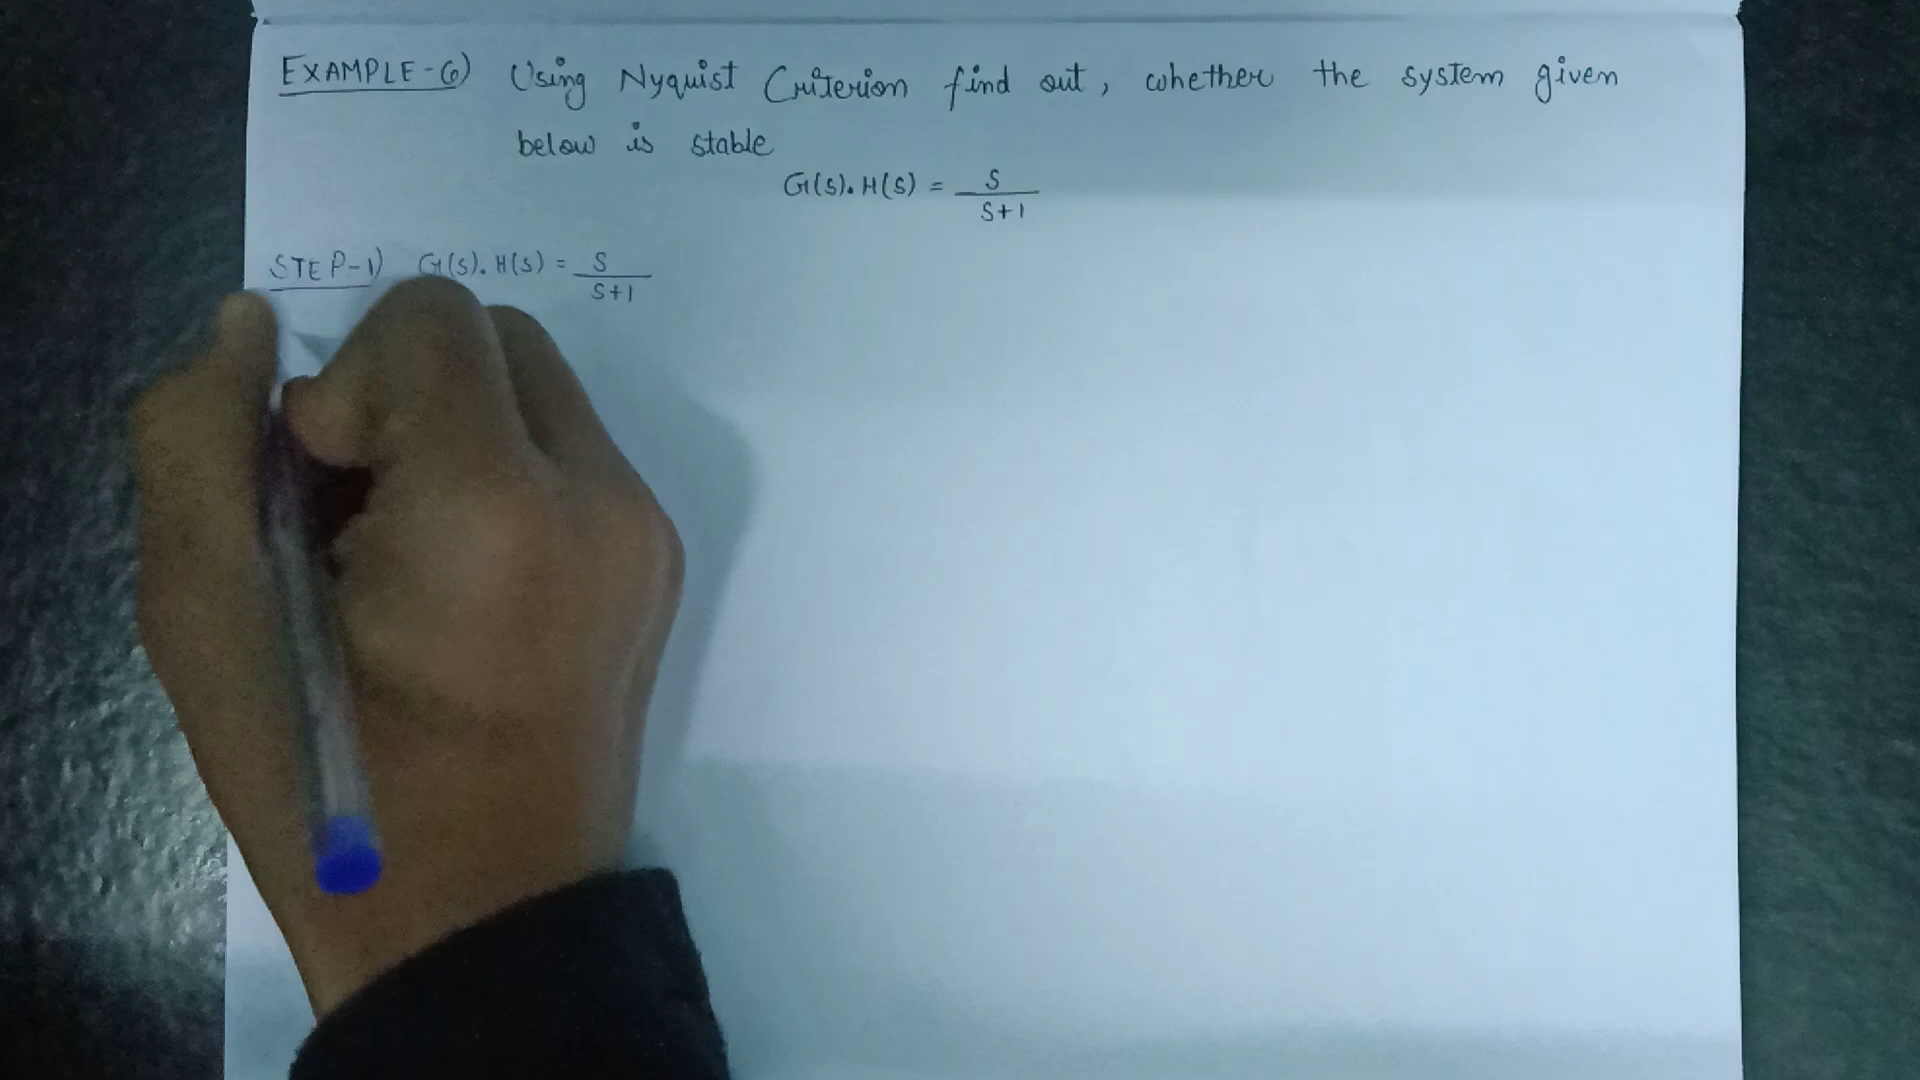 EXAMPLE-6) Using Nyquist Criterion find out, whether the system given
below is stable
G(s).H(s) = S / S+1
STEP-1) G(s).H(s) = S / S+1